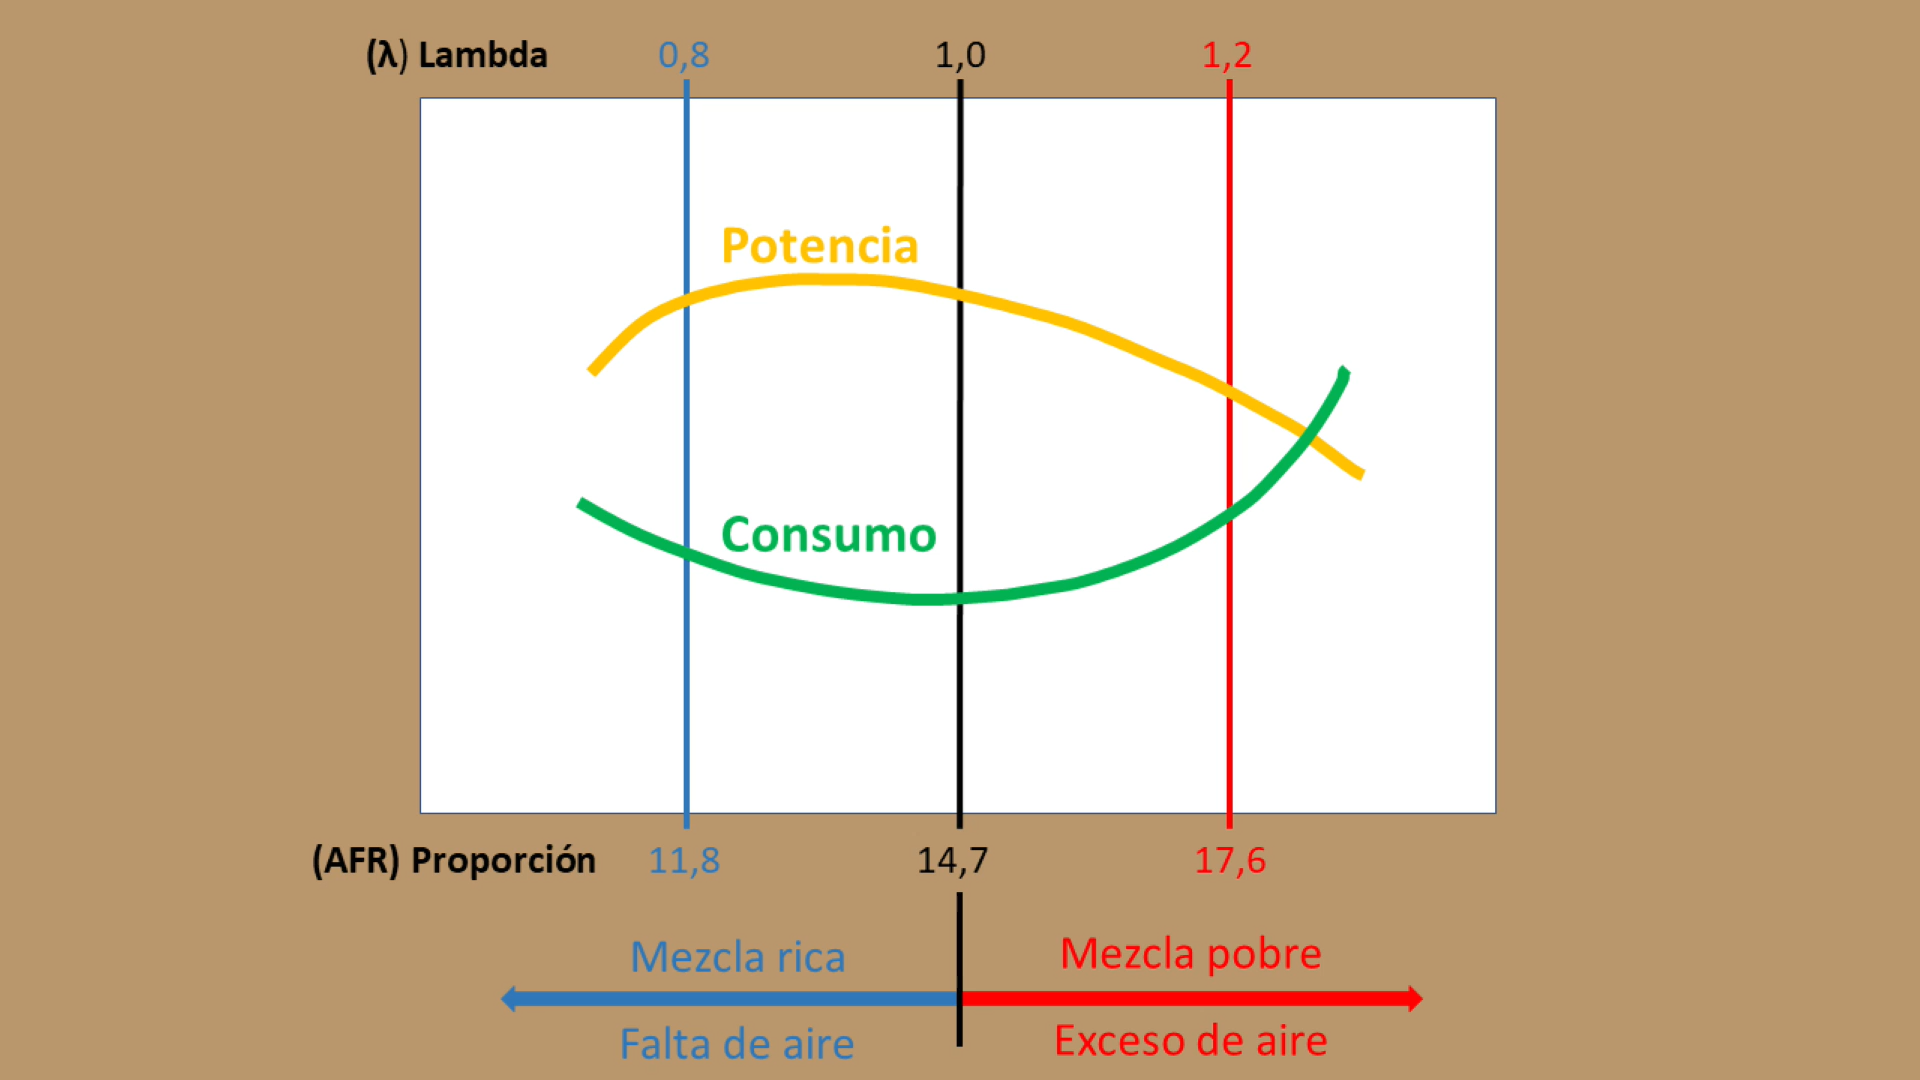 (λ) Lambda 0,8 1,0 1,2
Potencia
Consumo
(AFR) Proporción 11,8 14,7 17,6
Mezcla rica Mezcla pobre
Falta de aire Exceso de aire